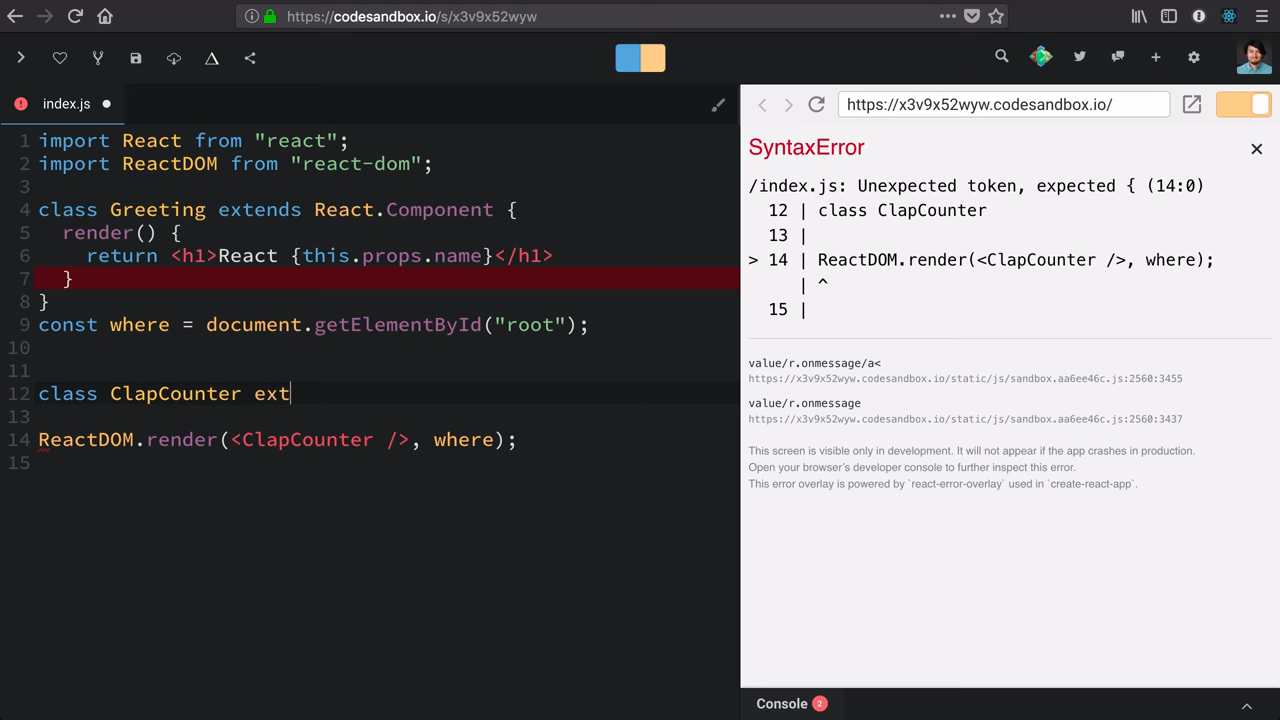 https://codesandbox.io/s/x3v9x52wyw
index.js
https://x3v9x52wyw.codesandbox.io/
1 import React from "react";
2 import ReactDOM from "react-dom";
3
4 class Greeting extends React.Component {
5 render() {
6 return <h1>React {this.props.name}</h1>
7 }
8 }
9 const where = document.getElementById("root");
10
11
12 class ClapCounter ext
13
14 ReactDOM.render(<ClapCounter />, where);
15
SyntaxError
/index.js: Unexpected token, expected { (14:0)
12 | class ClapCounter
13 |
> 14 | ReactDOM.render(<ClapCounter />, where);
| ^
15 |
value/r.onmessage/a<
https://x3v9x52wyw.codesandbox.io/static/js/sandbox.aa6ee46c.js:2560:3455
value/r.onmessage
https://x3v9x52wyw.codesandbox.io/static/js/sandbox.aa6ee46c.js:2560:3437
This screen is visible only in development. It will not appear if the app crashes in production.
Open your browser's developer console to further inspect this error.
This error overlay is powered by `react-error-overlay` used in `create-react-app`.
Console 2